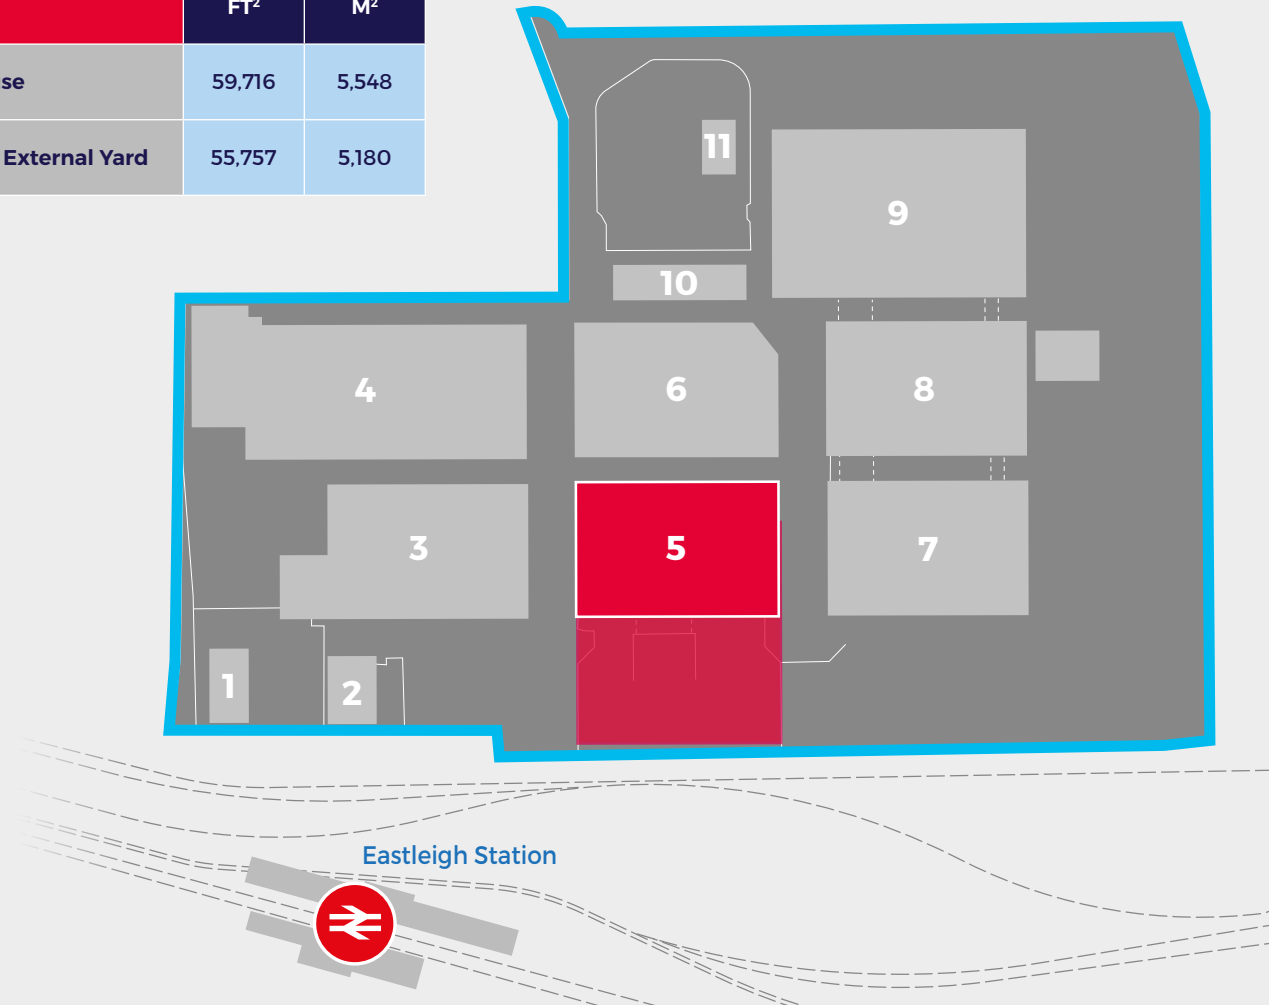 FT² M²
se 59,716 5,548
External Yard 55,757 5,180
11
9
10
4 6 8
3 5 7
1 2
Eastleigh Station